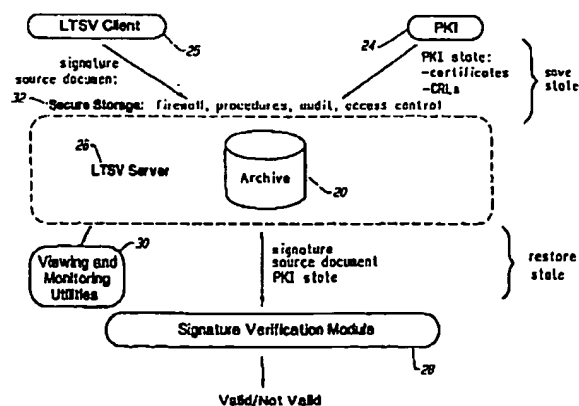 LTSV Client
25
24
PKI
signature
source document;
PKI state:
-certificates
-CRLs
save
state
32
Secure Storage: firewall, procedures, audit, access control
26
LTSV Server
Archive
20
30
Viewing and
Monitoring
Utilities
signature
source document
PKI state
restore
state
Signature Verification Module
28
Valid/Not Valid